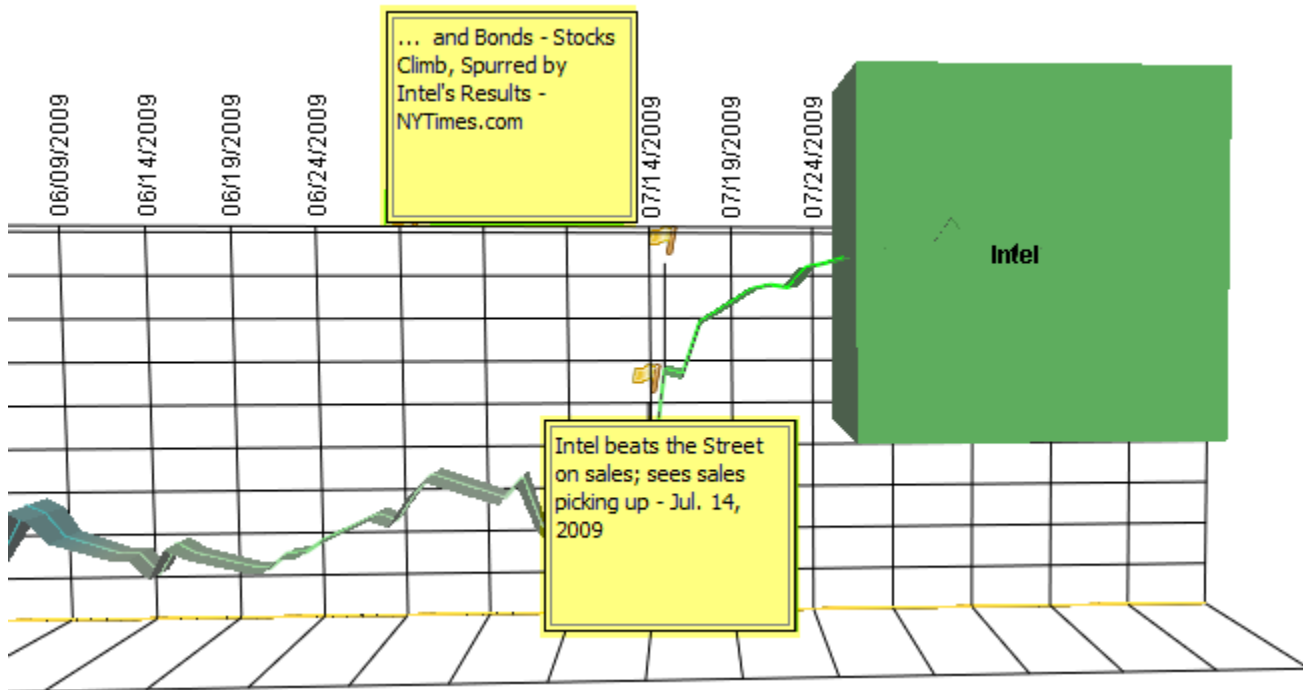 ... and Bonds - Stocks
Climb, Spurred by
Intel's Results -
NYTimes.com
06/09/2009
06/14/2009
06/19/2009
06/24/2009
07/14/2009
07/19/2009
07/24/2009
Intel
Intel beats the Street
on sales; sees sales
picking up - Jul. 14,
2009